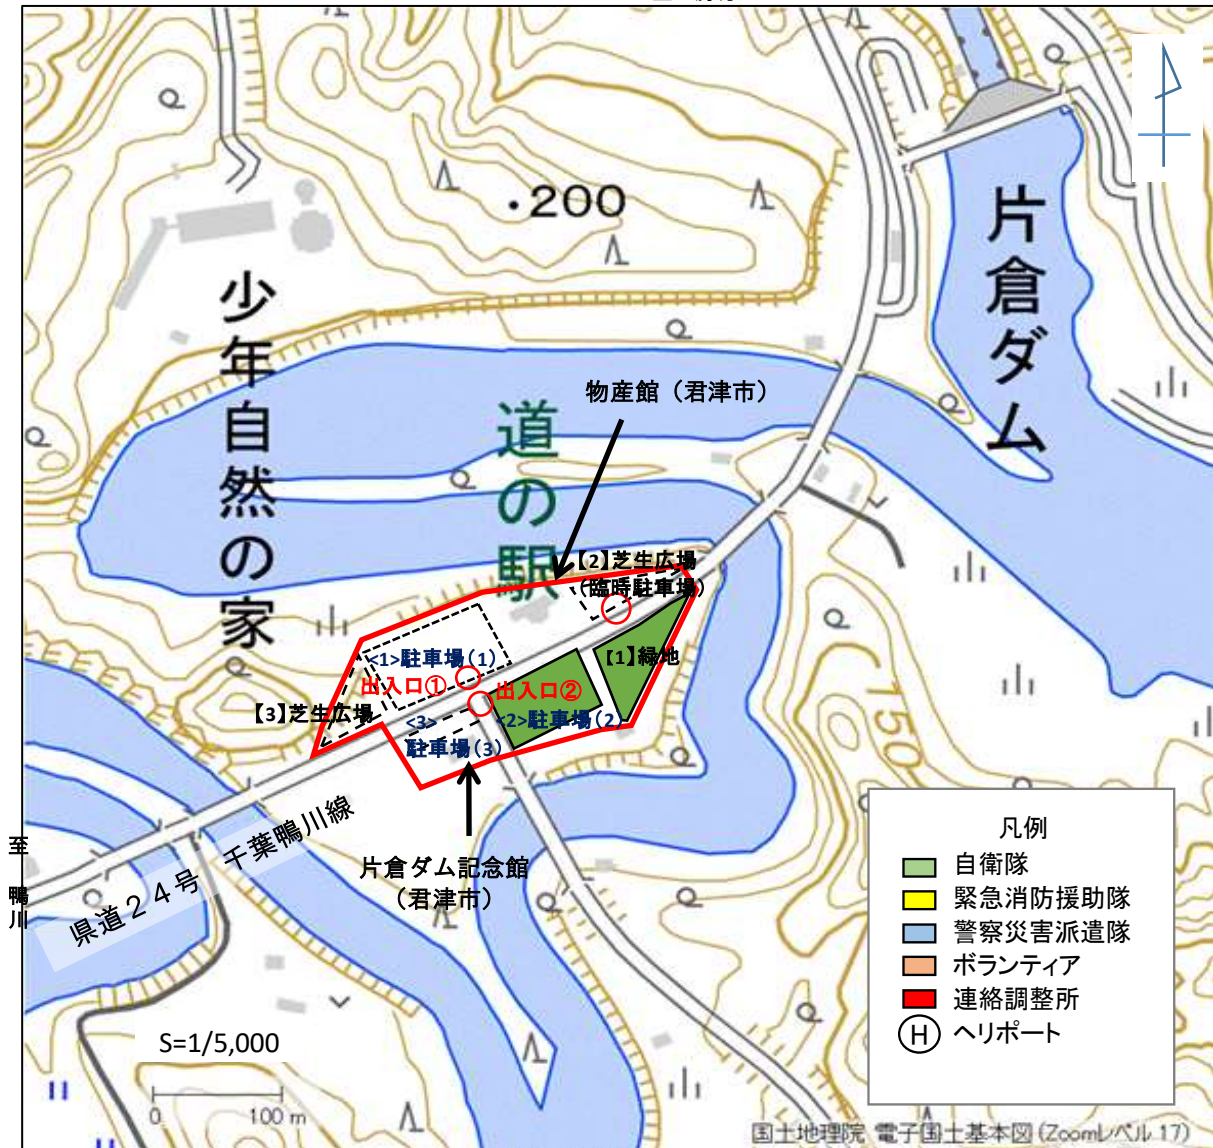 ・200
片倉ダム
少年自然の家
道の駅
物産館（君津市）
【2】芝生広場
（臨時駐車場）
【1】緑地
<1>駐車場（1）
出入口①
出入口②
【3】芝生広場
<2>駐車場（2）
<3>
駐車場（3）
150
片倉ダム記念館
（君津市）
県道２４号　千葉鴨川線
至
鴨川
凡例
自衛隊
緊急消防援助隊
警察災害派遣隊
ボランティア
連絡調整所
H ヘリポート
S=1/5,000
0 100 m
国土地理院 電子国土基本図（Zoomレベル 17）